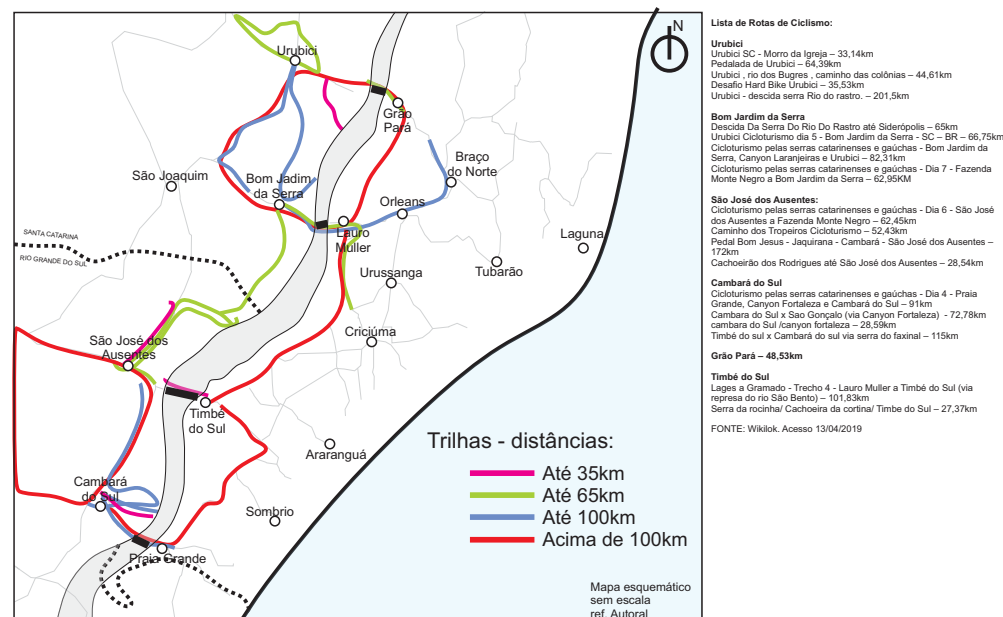 N
Urubici
Grão
Pará
Braço
do Norte
São Joaquim
Bom Jadim
da Serra
Orleans
Lauro
Muller
Laguna
SANTA CATARINA
RIO GRANDE DO SUL
Urussanga
Tubarão
Criciúma
São José dos
Ausentes
Timbé
do Sul
Araranguá
Cambará
do Sul
Sombrio
Praia Grande
Trilhas - distâncias:
Até 35km
Até 65km
Até 100km
Acima de 100km
Mapa esquemático
sem escala
ref. Autoral
Lista de Rotas de Ciclismo:
Urubici
Urubici SC - Morro da Igreja – 33,14km
Pedalada de Urubici – 64,39km
Urubici , rio dos Bugres , caminho das colônias – 44,61km
Desafio Hard Bike Urubici – 35,53km
Urubici - descida serra Rio do rastro. – 201,5km
Bom Jardim da Serra
Descida Da Serra Do Rio Do Rastro até Siderópolis – 65km
Urubici Cicloturismo dia 5 - Bom Jardim da Serra - SC – BR – 66,75km
Cicloturismo pelas serras catarinenses e gaúchas - Bom Jardim da
Serra, Canyon Laranjeiras e Urubici – 82,31km
Cicloturismo pelas serras catarinenses e gaúchas - Dia 7 - Fazenda
Monte Negro a Bom Jardim da Serra – 62,95KM
São José dos Ausentes:
Cicloturismo pelas serras catarinenses e gaúchas - Dia 6 - São José
dos Ausentes a Fazenda Monte Negro – 62,45km
Caminho dos Tropeiros Cicloturismo – 52,43km
Pedal Bom Jesus - Jaquirana - Cambará - São José dos Ausentes –
172km
Cachoeirão dos Rodrigues até São José dos Ausentes – 28,54km
Cambará do Sul
Cicloturismo pelas serras catarinenses e gaúchas - Dia 4 - Praia
Grande, Canyon Fortaleza e Cambará do Sul – 91km
Cambara do Sul x Sao Gonçalo (via Canyon Fortaleza) - 72,78km
cambara do Sul /canyon fortaleza – 28,59km
Timbé do sul x Cambará do sul via serra do faxinal – 115km
Grão Pará – 48,53km
Timbé do Sul
Lages a Gramado - Trecho 4 - Lauro Muller a Timbé do Sul (via
represa do rio São Bento) – 101,83km
Serra da rocinha/ Cachoeira da cortina/ Timbe do Sul – 27,37km
FONTE: Wikilok. Acesso 13/04/2019